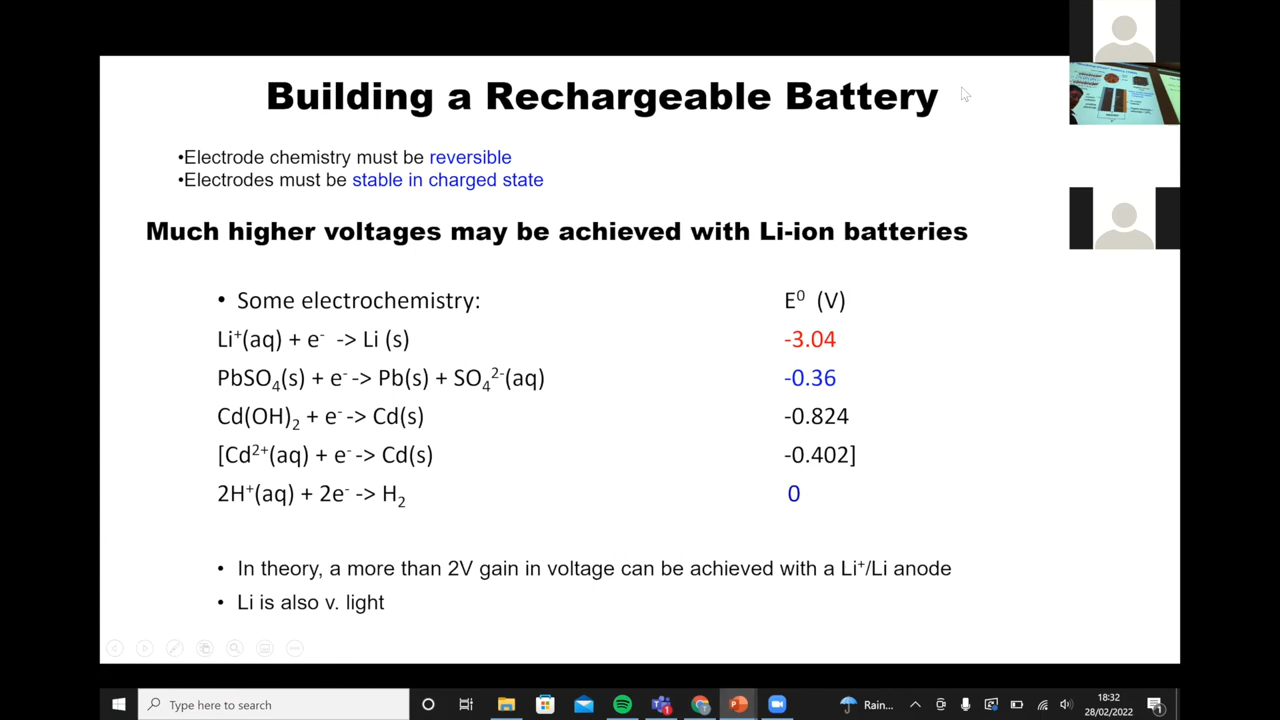 Building a Rechargeable Battery
•Electrode chemistry must be reversible
•Electrodes must be stable in charged state
Much higher voltages may be achieved with Li-ion batteries
• Some electrochemistry: E⁰ (V)
Li⁺(aq) + e⁻ -> Li (s) -3.04
PbSO₄(s) + e⁻ -> Pb(s) + SO₄²⁻(aq) -0.36
Cd(OH)₂ + e⁻ -> Cd(s) -0.824
[Cd²⁺(aq) + e⁻ -> Cd(s) -0.402]
2H⁺(aq) + 2e⁻ -> H₂ 0
• In theory, a more than 2V gain in voltage can be achieved with a Li⁺/Li anode
• Li is also v. light
Type here to search
Rain...
18:32
28/02/2022
1
1